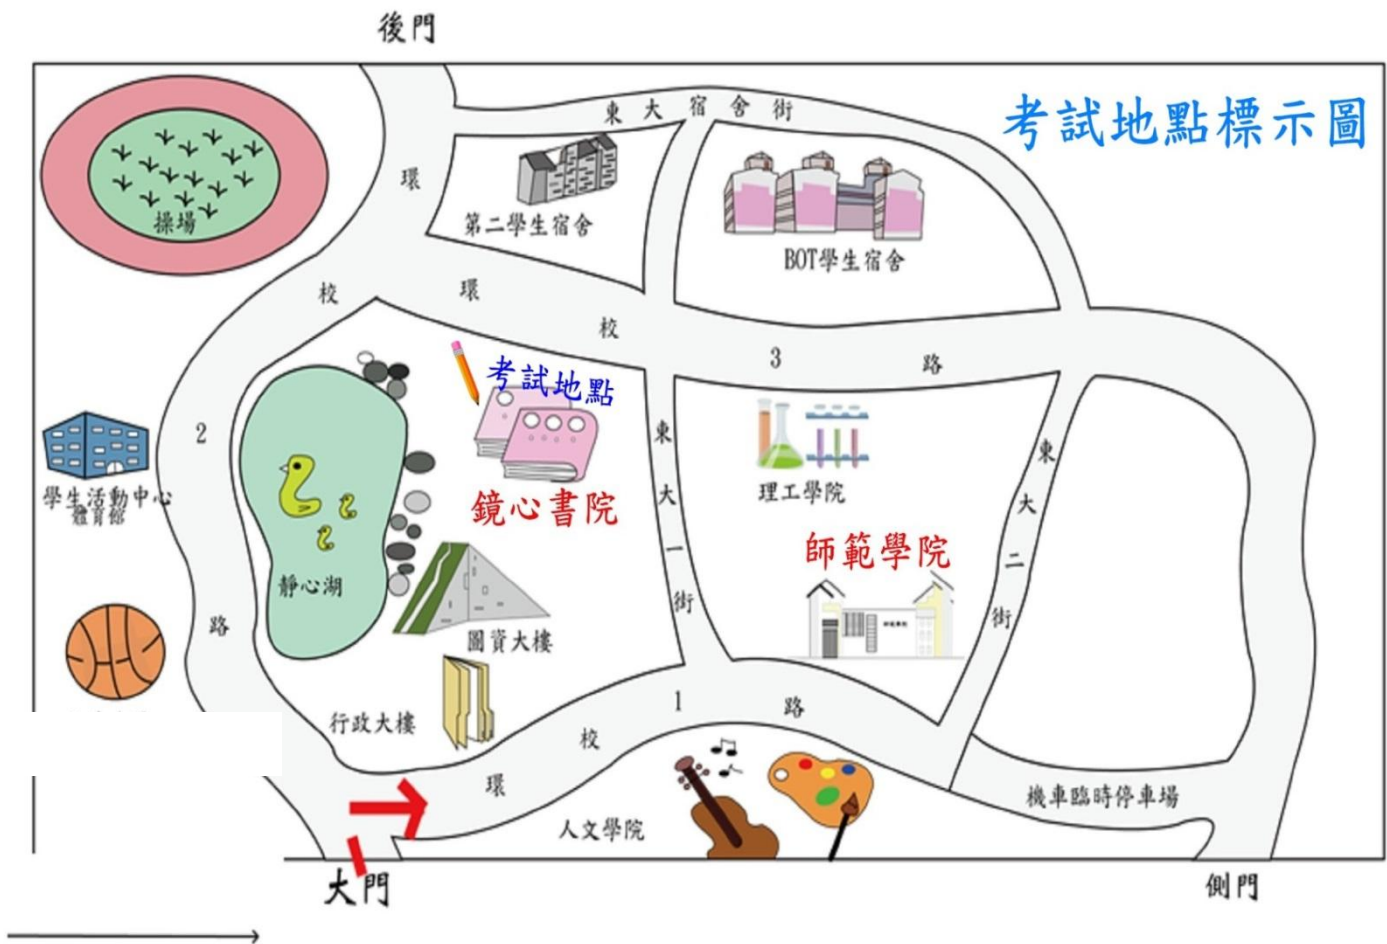 後門
考試地點標示圖
東大宿舍街
操場
環校2路
第二學生宿舍
BOT學生宿舍
環校3路
考試地點
鏡心書院
東大一街
理工學院
東大二街
師範學院
學生活動中心
體育館
靜心湖
圖資大樓
行政大樓
環校1路
人文學院
機車臨時停車場
大門
側門